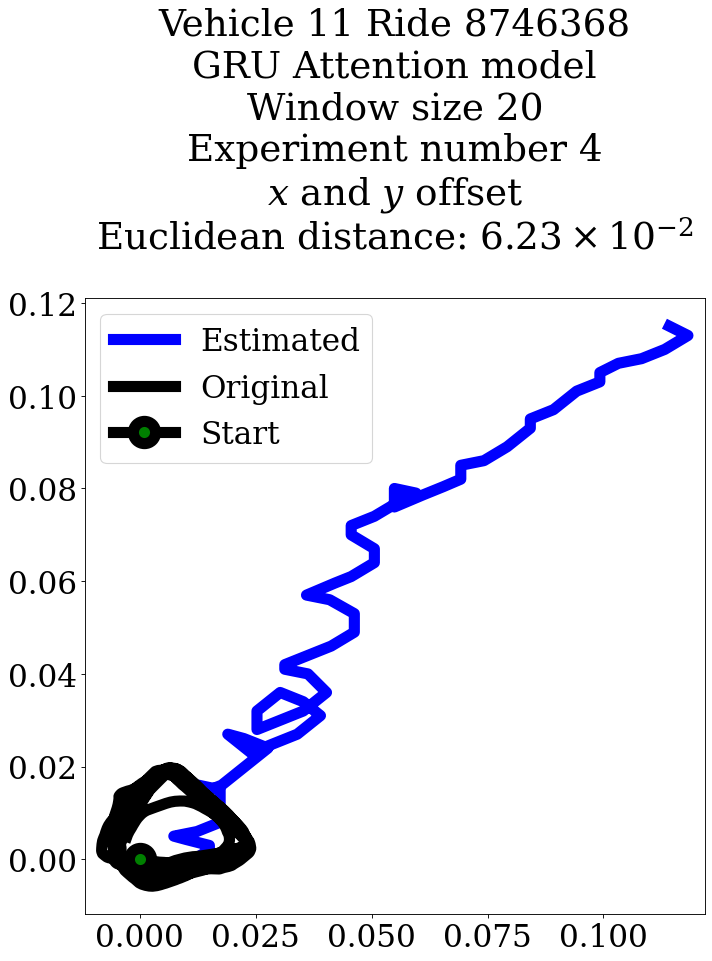 Vehicle 11 Ride 8746368
GRU Attention model
Window size 20
Experiment number 4
x and y offset
Euclidean distance: 6.23 × 10⁻²
0.12
0.10
0.08
0.06
0.04
0.02
0.00
Estimated
Original
Start
0.000 0.025 0.050 0.075 0.100